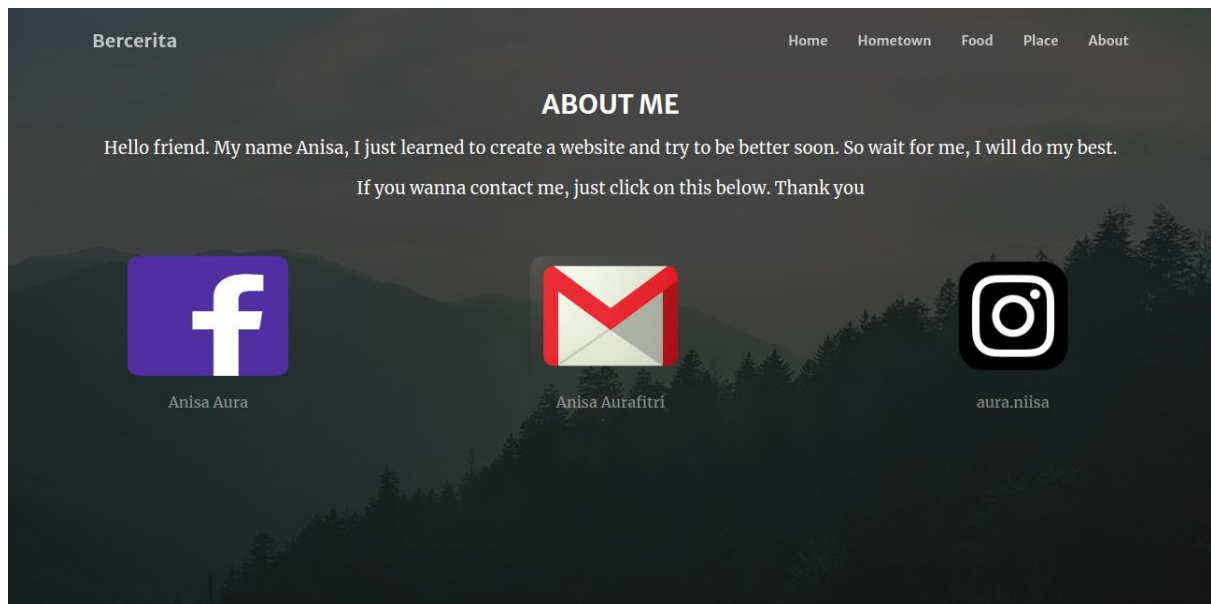 Bercerita
Home Hometown Food Place About
ABOUT ME
Hello friend. My name Anisa, I just learned to create a website and try to be better soon. So wait for me, I will do my best.
If you wanna contact me, just click on this below. Thank you
Anisa Aura
Anisa Aurafitri
aura.niisa